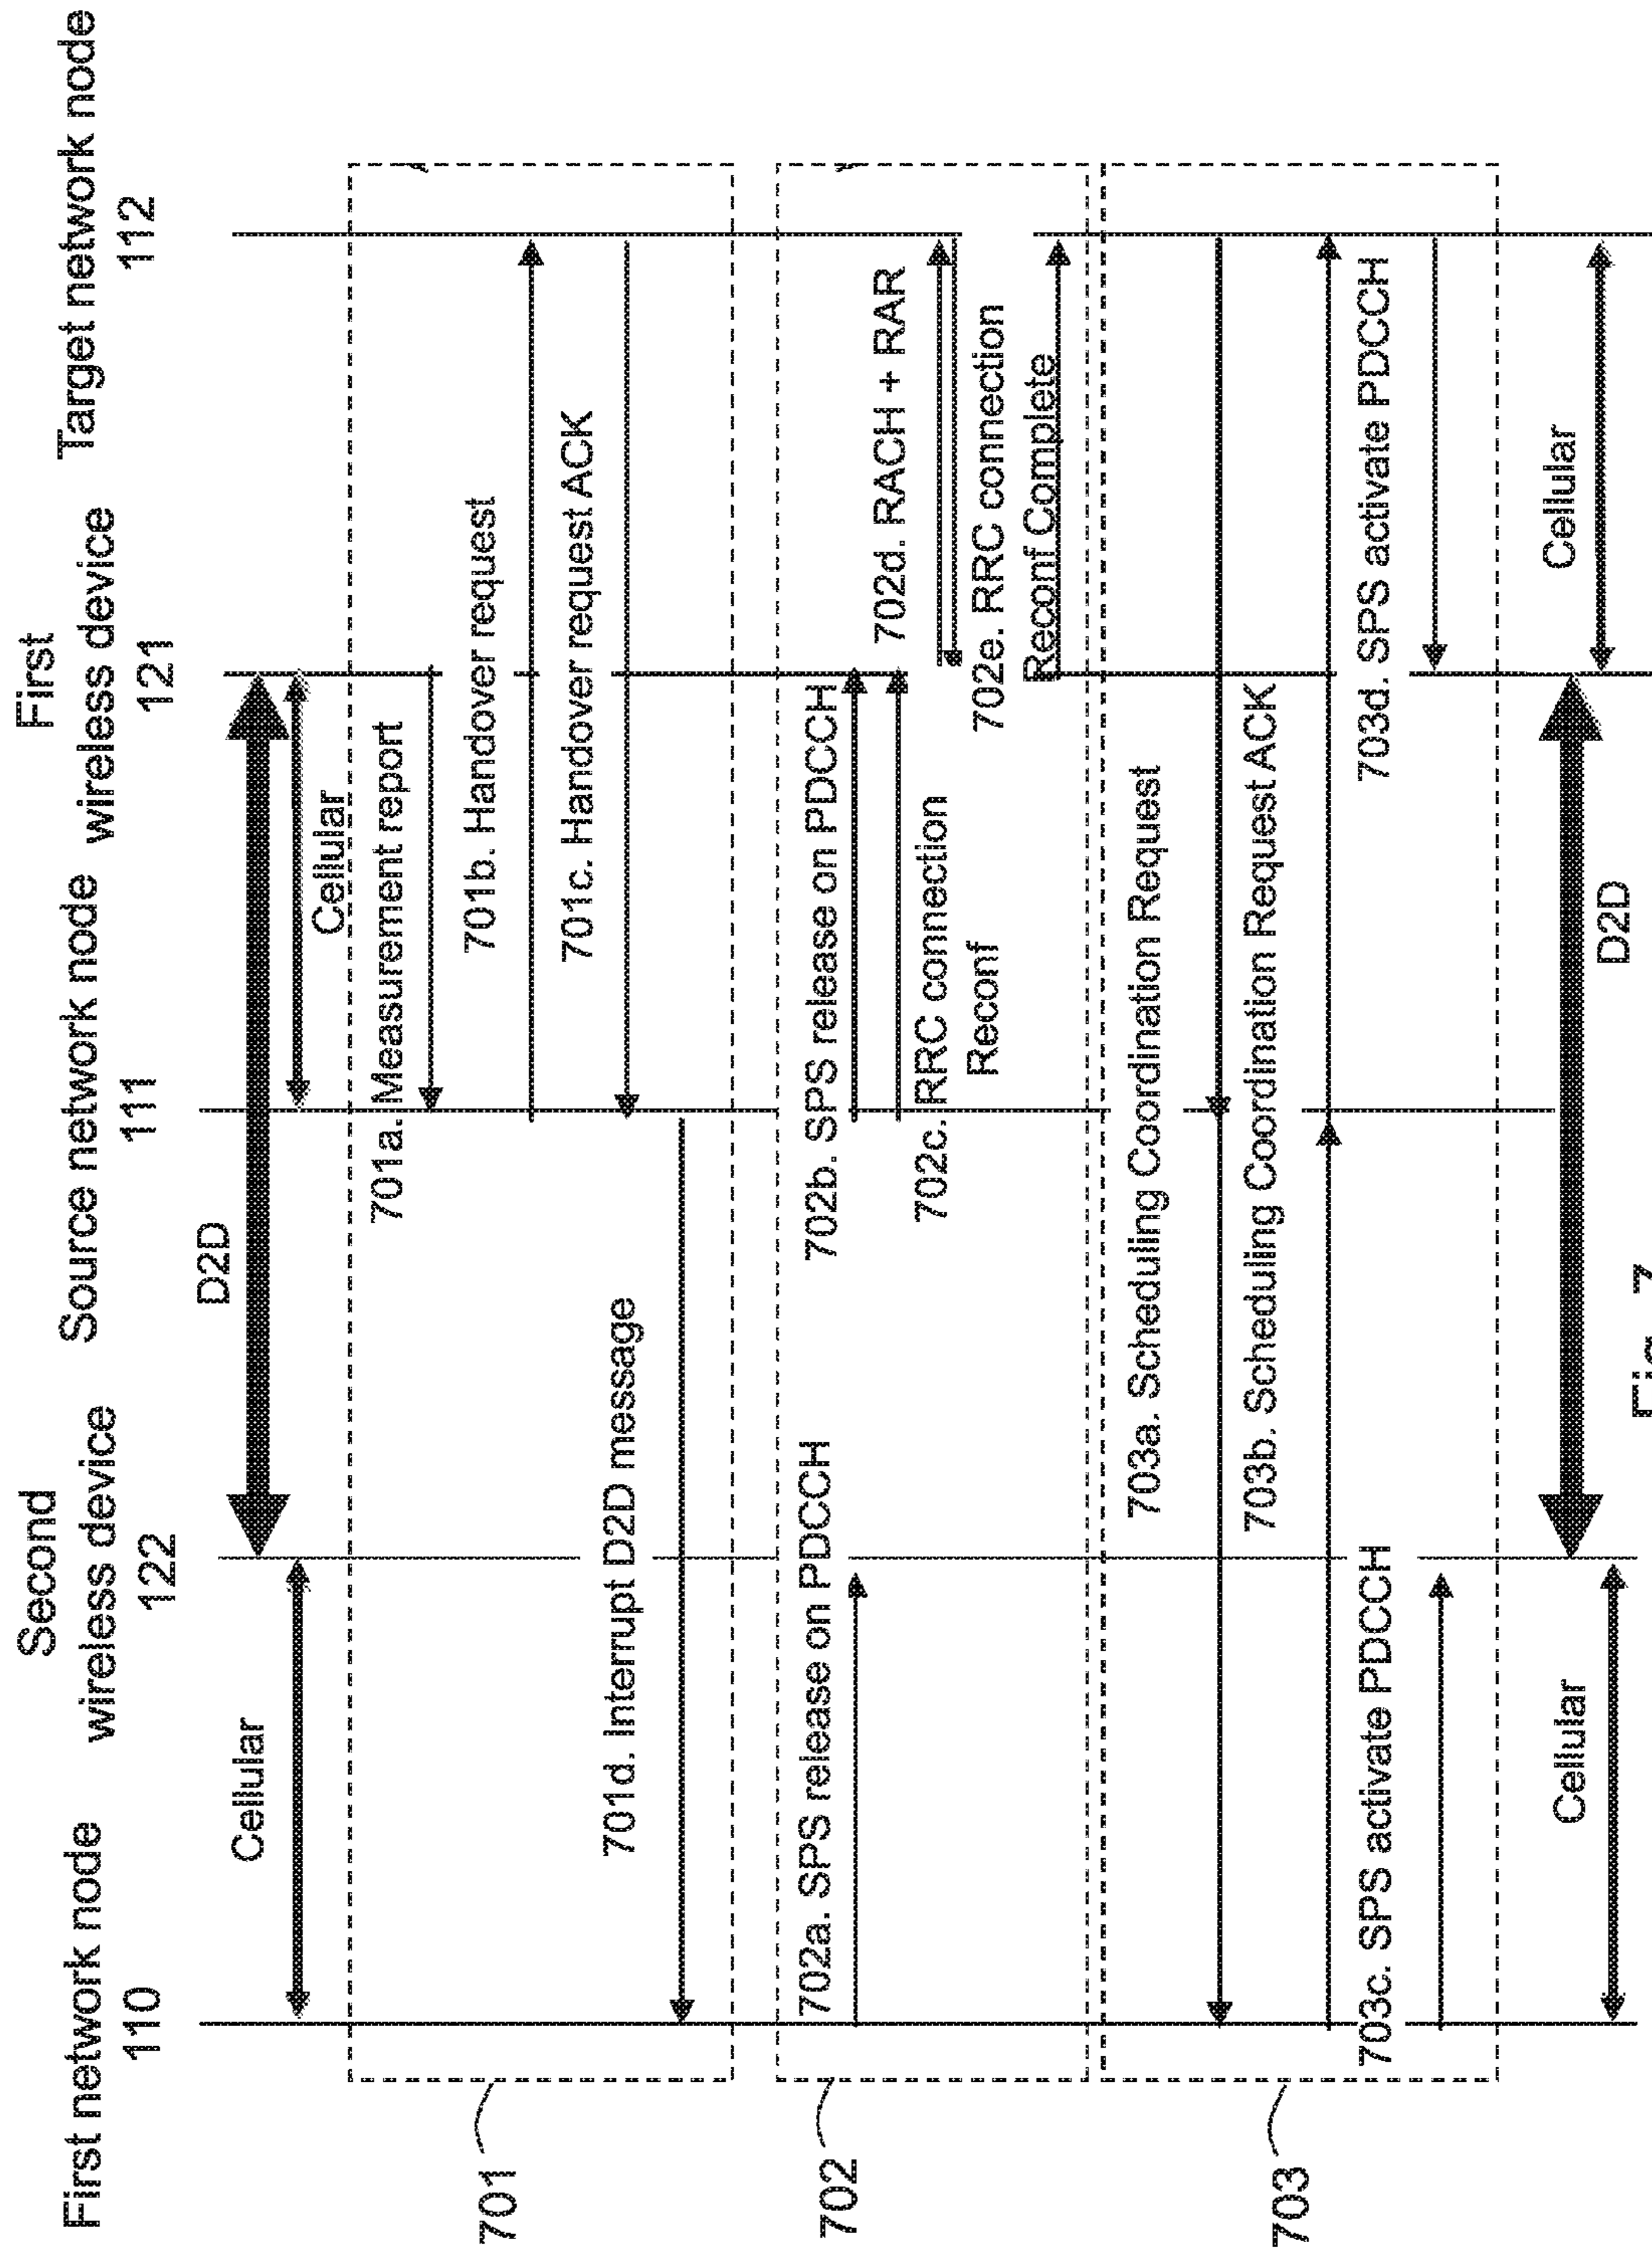 First network node
110
Second
wireless device
122
Source network node
111
First
wireless device
121
Target network node
112
D2D
Cellular
Cellular
701
701a. Measurement report
701b. Handover request
701c. Handover request ACK
701d. Interrupt D2D message
702
702a. SPS release on PDCCH
702b. SPS release on PDCCH
702c. RRC connection
Reconf
702d. RACH + RAR
702e. RRC connection
Reconf Complete
703
703a. Scheduling Coordination Request
703b. Scheduling Coordination Request ACK
703c. SPS activate PDCCH
703d. SPS activate PDCCH
Cellular
Cellular
D2D